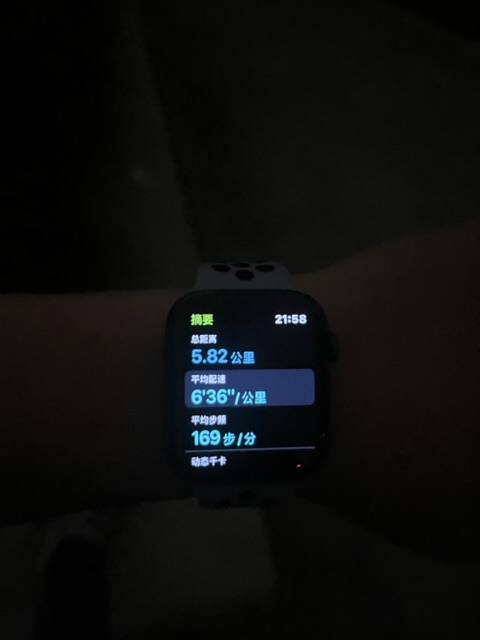 摘要 21:58
总距离
5.82公里
平均配速
6'36"/公里
平均步频
169步/分
动态千卡